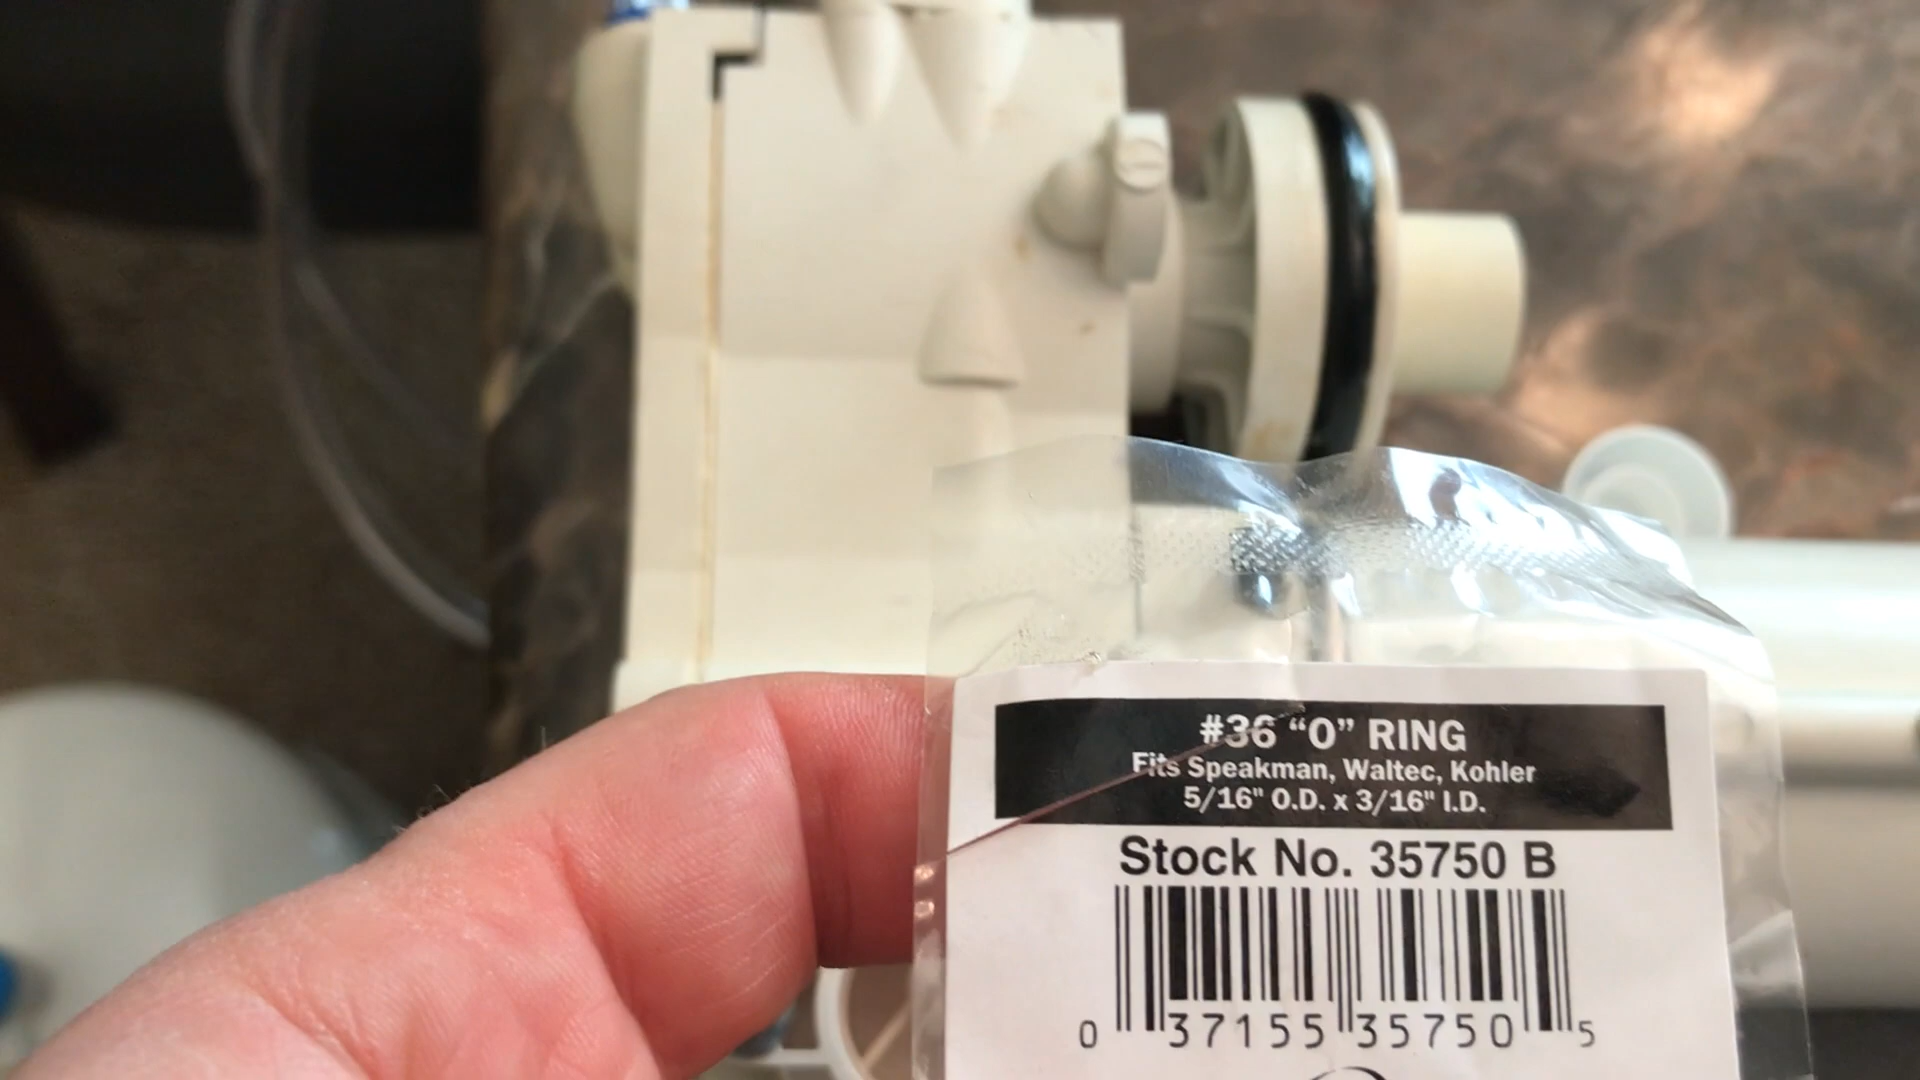 #36 “O” RING
Fits Speakman, Waltec, Kohler
5/16" O.D. x 3/16" I.D.
Stock No. 35750 B
0 37155 35750 5